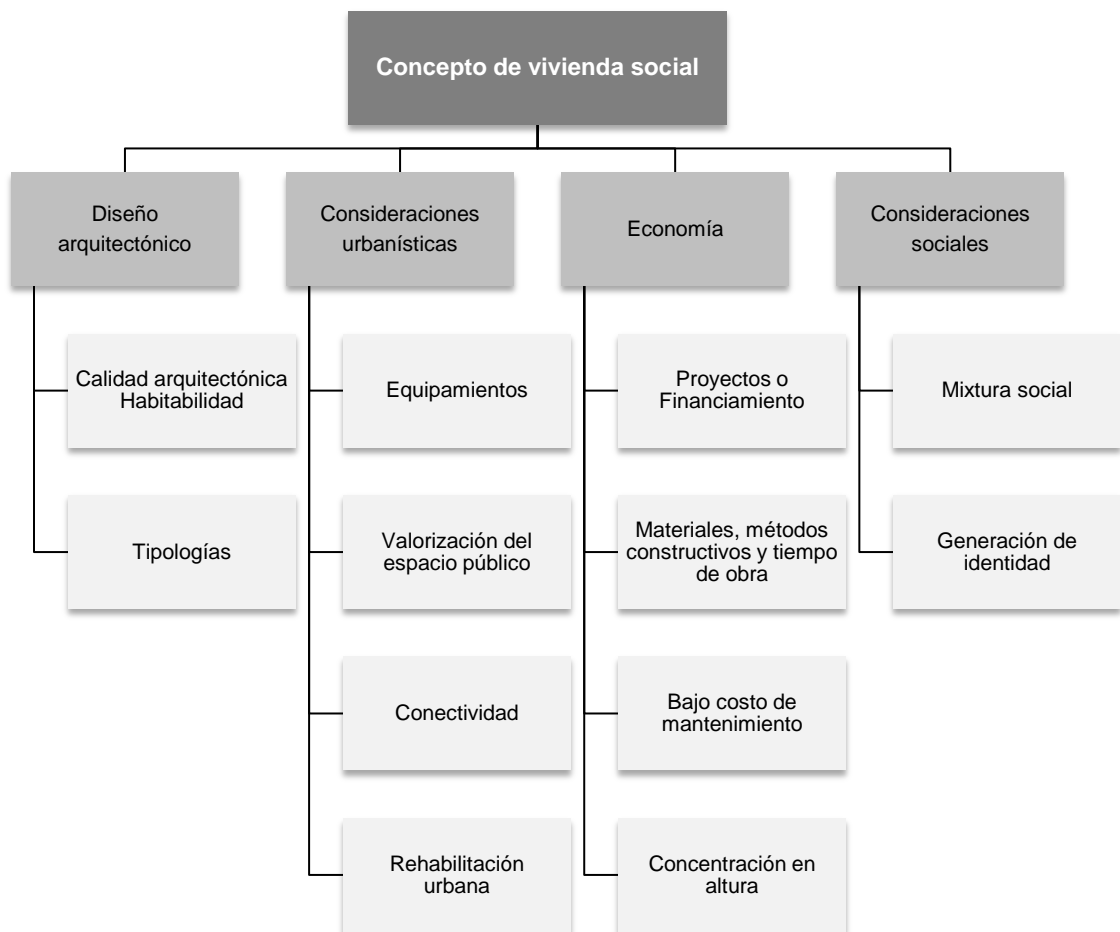 Concepto de vivienda social
Diseño
arquitectónico
Consideraciones
urbanísticas
Economía
Consideraciones
sociales
Calidad arquitectónica
Habitabilidad
Tipologías
Equipamientos
Valorización del
espacio público
Conectividad
Rehabilitación
urbana
Proyectos o
Financiamiento
Materiales, métodos
constructivos y tiempo
de obra
Bajo costo de
mantenimiento
Concentración en
altura
Mixtura social
Generación de
identidad